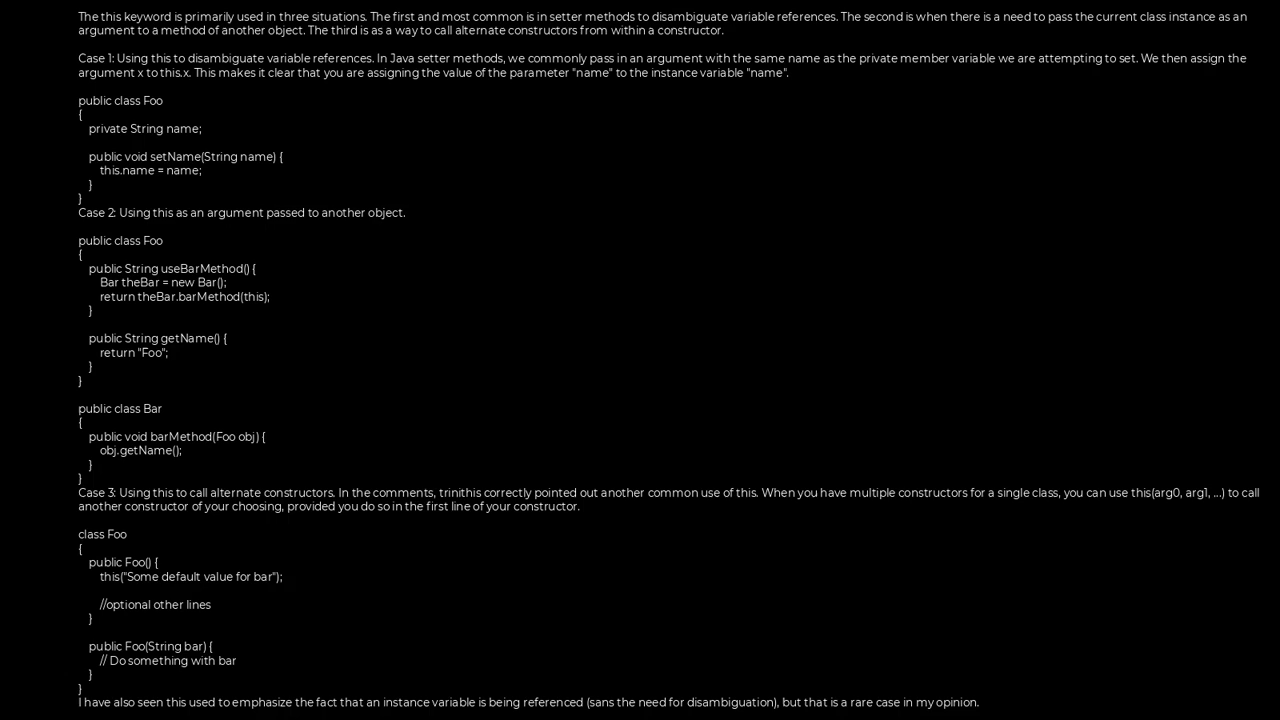 The this keyword is primarily used in three situations. The first and most common is in setter methods to disambiguate variable references. The second is when there is a need to pass the current class instance as an
argument to a method of another object. The third is as a way to call alternate constructors from within a constructor.
Case 1: Using this to disambiguate variable references. In Java setter methods, we commonly pass in an argument with the same name as the private member variable we are attempting to set. We then assign the
argument x to this.x. This makes it clear that you are assigning the value of the parameter "name" to the instance variable "name".
public class Foo
{
private String name;
public void setName(String name) {
this.name = name;
}
}
Case 2: Using this as an argument passed to another object.
public class Foo
{
public String useBarMethod() {
Bar theBar = new Bar();
return theBar.barMethod(this);
}
public String getName() {
return "Foo";
}
}
public class Bar
{
public void barMethod(Foo obj) {
obj.getName();
}
}
Case 3: Using this to call alternate constructors. In the comments, trinithis correctly pointed out another common use of this. When you have multiple constructors for a single class, you can use this(arg0, arg1, ...) to call
another constructor of your choosing, provided you do so in the first line of your constructor.
class Foo
{
public Foo() {
this("Some default value for bar");
//optional other lines
}
public Foo(String bar) {
// Do something with bar
}
}
I have also seen this used to emphasize the fact that an instance variable is being referenced (sans the need for disambiguation), but that is a rare case in my opinion.